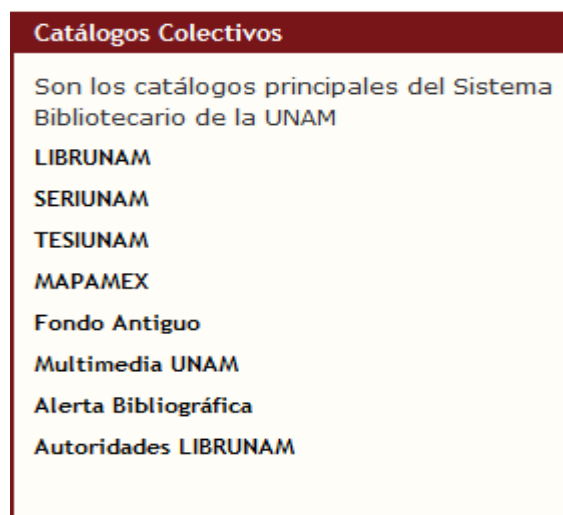 Catálogos Colectivos
Son los catálogos principales del Sistema
Bibliotecario de la UNAM
LIBRUNAM
SERIUNAM
TESIUNAM
MAPAMEX
Fondo Antiguo
Multimedia UNAM
Alerta Bibliográfica
Autoridades LIBRUNAM